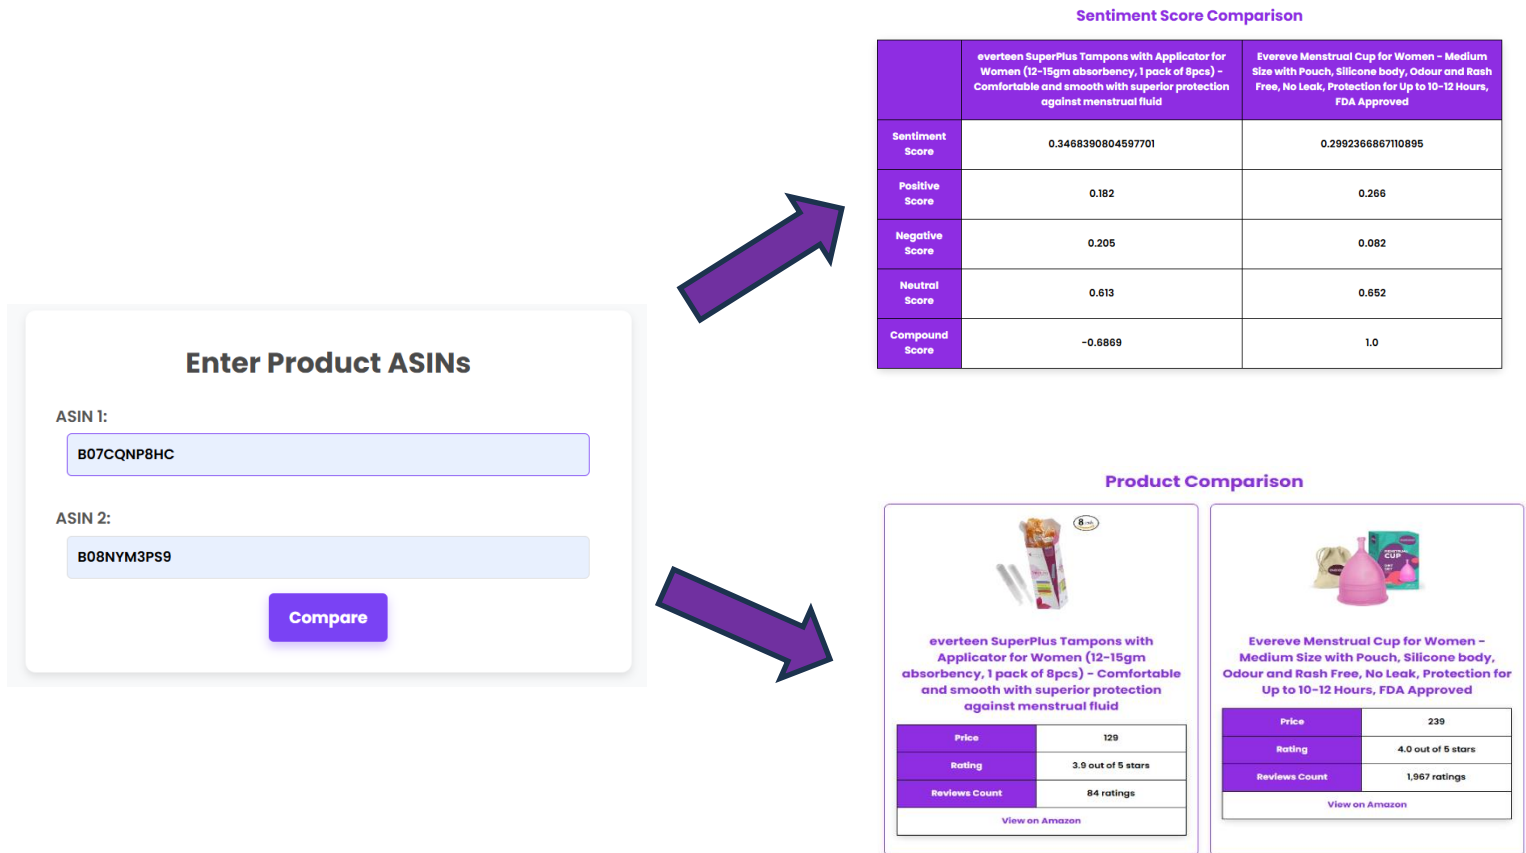 Enter Product ASINs
ASIN 1:
B07CQNP8HC
ASIN 2:
B08NYM3PS9
Compare
Sentiment Score Comparison
everteen SuperPlus Tampons with Applicator for
Women (12-15gm absorbency, 1 pack of 8pcs) -
Comfortable and smooth with superior protection
against menstrual fluid
Evereve Menstrual Cup for Women - Medium
Size with Pouch, Silicone body, Odour and Rash
Free, No Leak, Protection for Up to 10-12 Hours,
FDA Approved
Sentiment
Score
0.3468390804597701
0.2992366867110895
Positive
Score
0.182
0.266
Negative
Score
0.205
0.082
Neutral
Score
0.613
0.652
Compound
Score
-0.6869
1.0
Product Comparison
8
everteen SuperPlus Tampons with
Applicator for Women (12-15gm
absorbency, 1 pack of 8pcs) - Comfortable
and smooth with superior protection
against menstrual fluid
Price
129
Rating
3.9 out of 5 stars
Reviews Count
84 ratings
View on Amazon
MENSTRUAL
CUP
Evereve Menstrual Cup for Women -
Medium Size with Pouch, Silicone body,
Odour and Rash Free, No Leak, Protection for
Up to 10-12 Hours, FDA Approved
Price
239
Rating
4.0 out of 5 stars
Reviews Count
1,967 ratings
View on Amazon